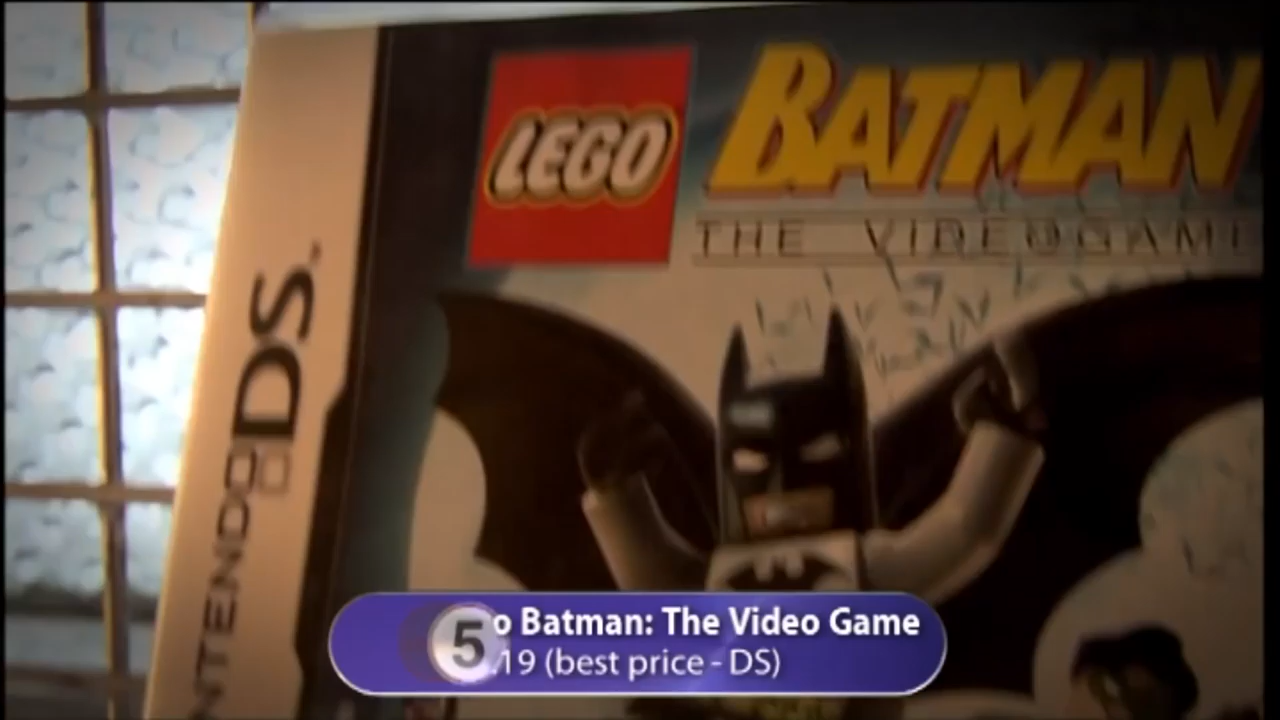 LEGO
BATMAN
THE VIDEOGAME
NINTENDO DS
5
o Batman: The Video Game
.19 (best price - DS)